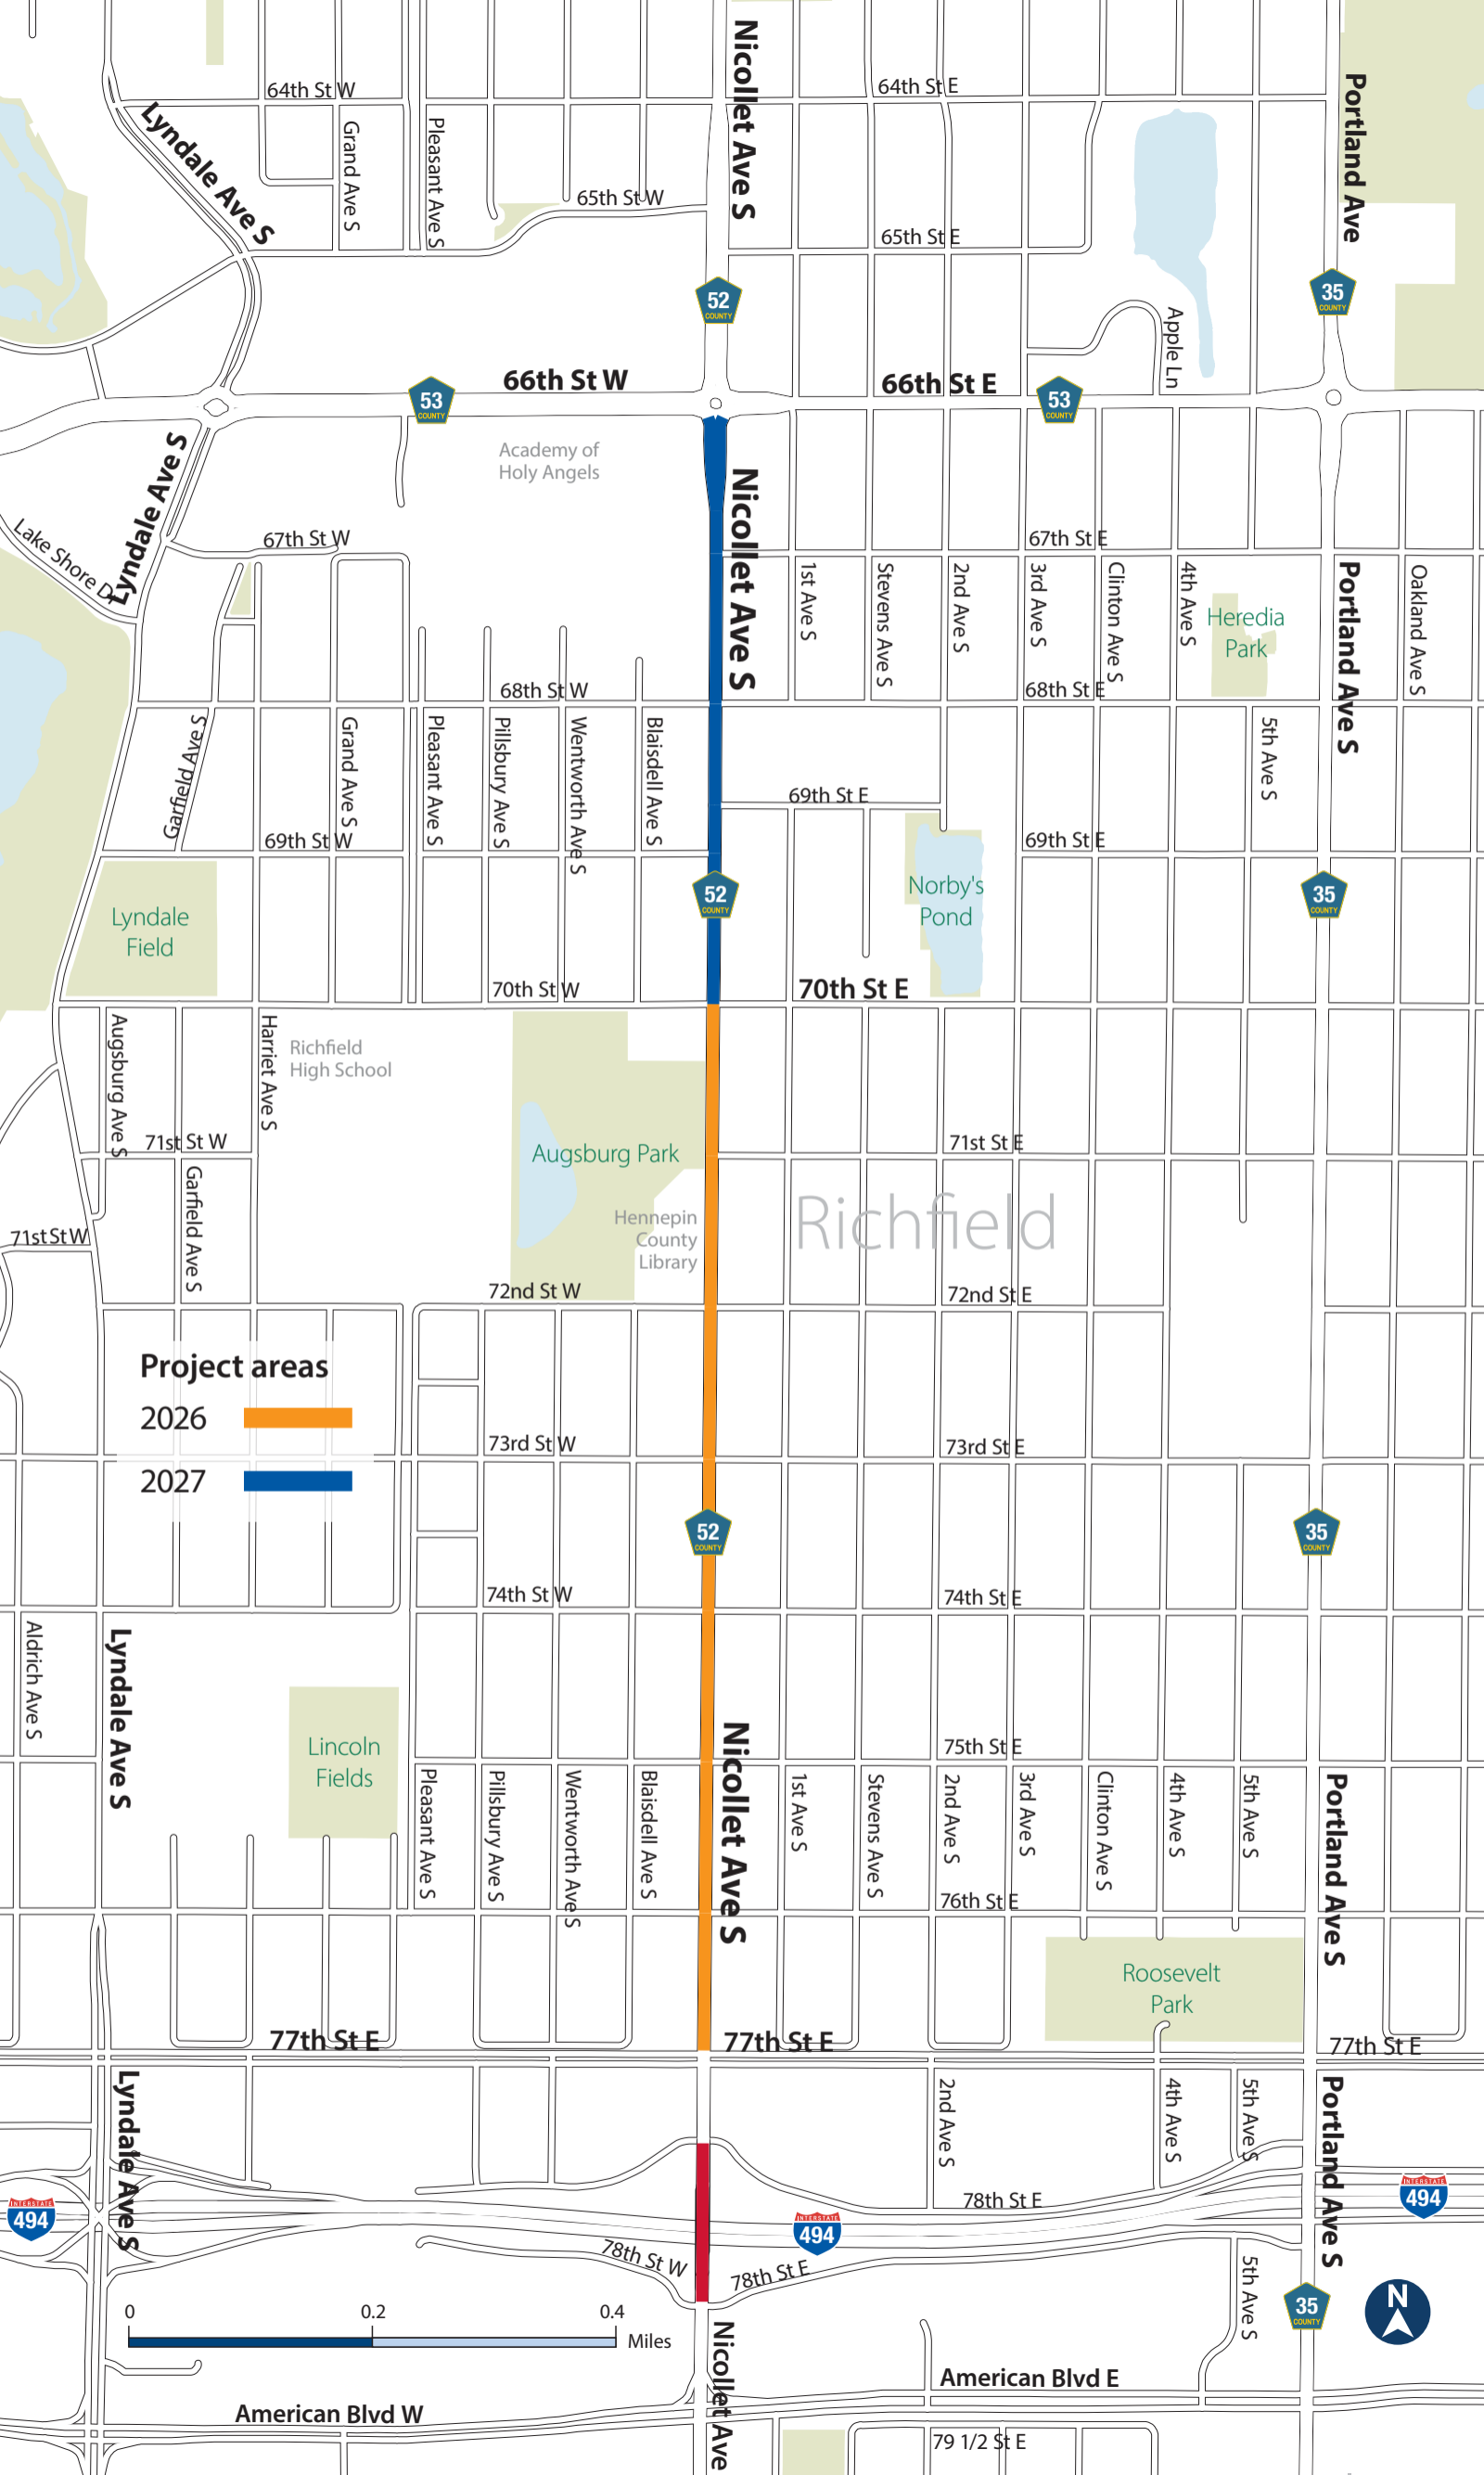 Nicollet Ave S
Portland Ave
64th St W
64th St E
Lyndale Ave S
Grand Ave S
Pleasant Ave S
65th St W
65th St E
52
COUNTY
35
COUNTY
Apple Ln
66th St W
66th St E
53
COUNTY
53
COUNTY
Academy of
Holy Angels
Lyndale Ave S
Nicollet Ave S
Lake Shore Dr
67th St W
67th St E
1st Ave S
Stevens Ave S
2nd Ave S
3rd Ave S
Clinton Ave S
4th Ave S
Heredia
Park
Portland Ave S
Oakland Ave S
68th St W
68th St E
Garfield Ave S
Grand Ave S
Pleasant Ave S
Pillsbury Ave S
Wentworth Ave S
Blaisdell Ave S
5th Ave S
69th St E
69th St W
69th St E
Lyndale
Field
52
COUNTY
Norby's
Pond
35
COUNTY
70th St W
70th St E
Augsburg Ave S
Harriet Ave S
Richfield
High School
71st St W
71st St E
Augsburg Park
Garfield Ave S
Richfield
Hennepin
County
Library
71st St W
72nd St W
72nd St E
Project areas
2026
2027
73rd St W
73rd St E
52
COUNTY
35
COUNTY
74th St W
74th St E
Aldrich Ave S
Lyndale Ave S
Lincoln
Fields
Nicollet Ave S
75th St E
Pleasant Ave S
Pillsbury Ave S
Wentworth Ave S
Blaisdell Ave S
1st Ave S
Stevens Ave S
2nd Ave S
3rd Ave S
Clinton Ave S
4th Ave S
5th Ave S
Portland Ave S
76th St E
Roosevelt
Park
77th St E
77th St E
77th St E
Lyndale Ave S
2nd Ave S
4th Ave S
5th Ave S
Portland Ave S
INTERSTATE
494
INTERSTATE
494
INTERSTATE
494
78th St E
78th St W
78th St E
5th Ave S
35
COUNTY
N
0
0.2
0.4
Miles
Nicollet Ave
American Blvd E
American Blvd W
79 1/2 St E